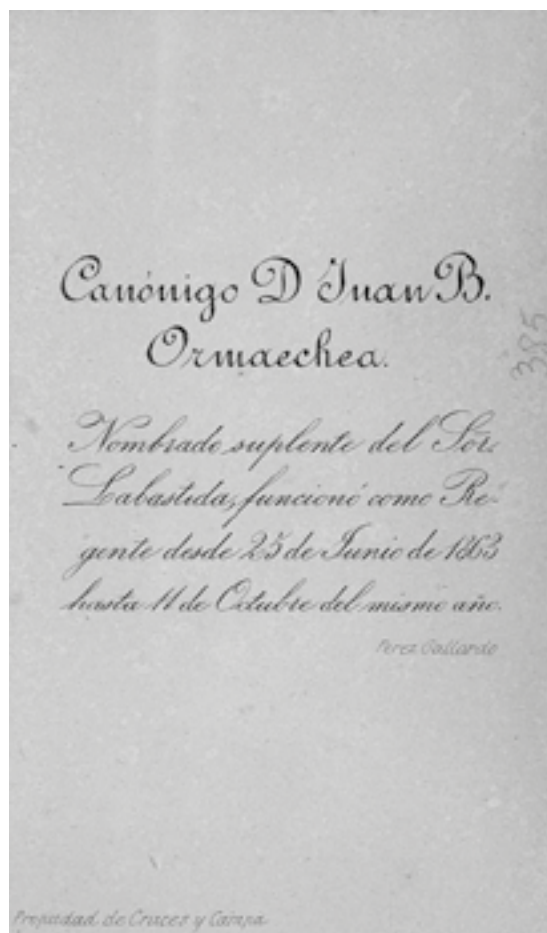 Canónigo D Juan B.
Ormaechea.
385
Nombrado suplente del Sör.
Labastida, funcionó como Re-
gente desde 25 de Junio de 1863
hasta 11 de Octubre del mismo año.
Perez Gallardo
Propiedad de Cruces y Campa